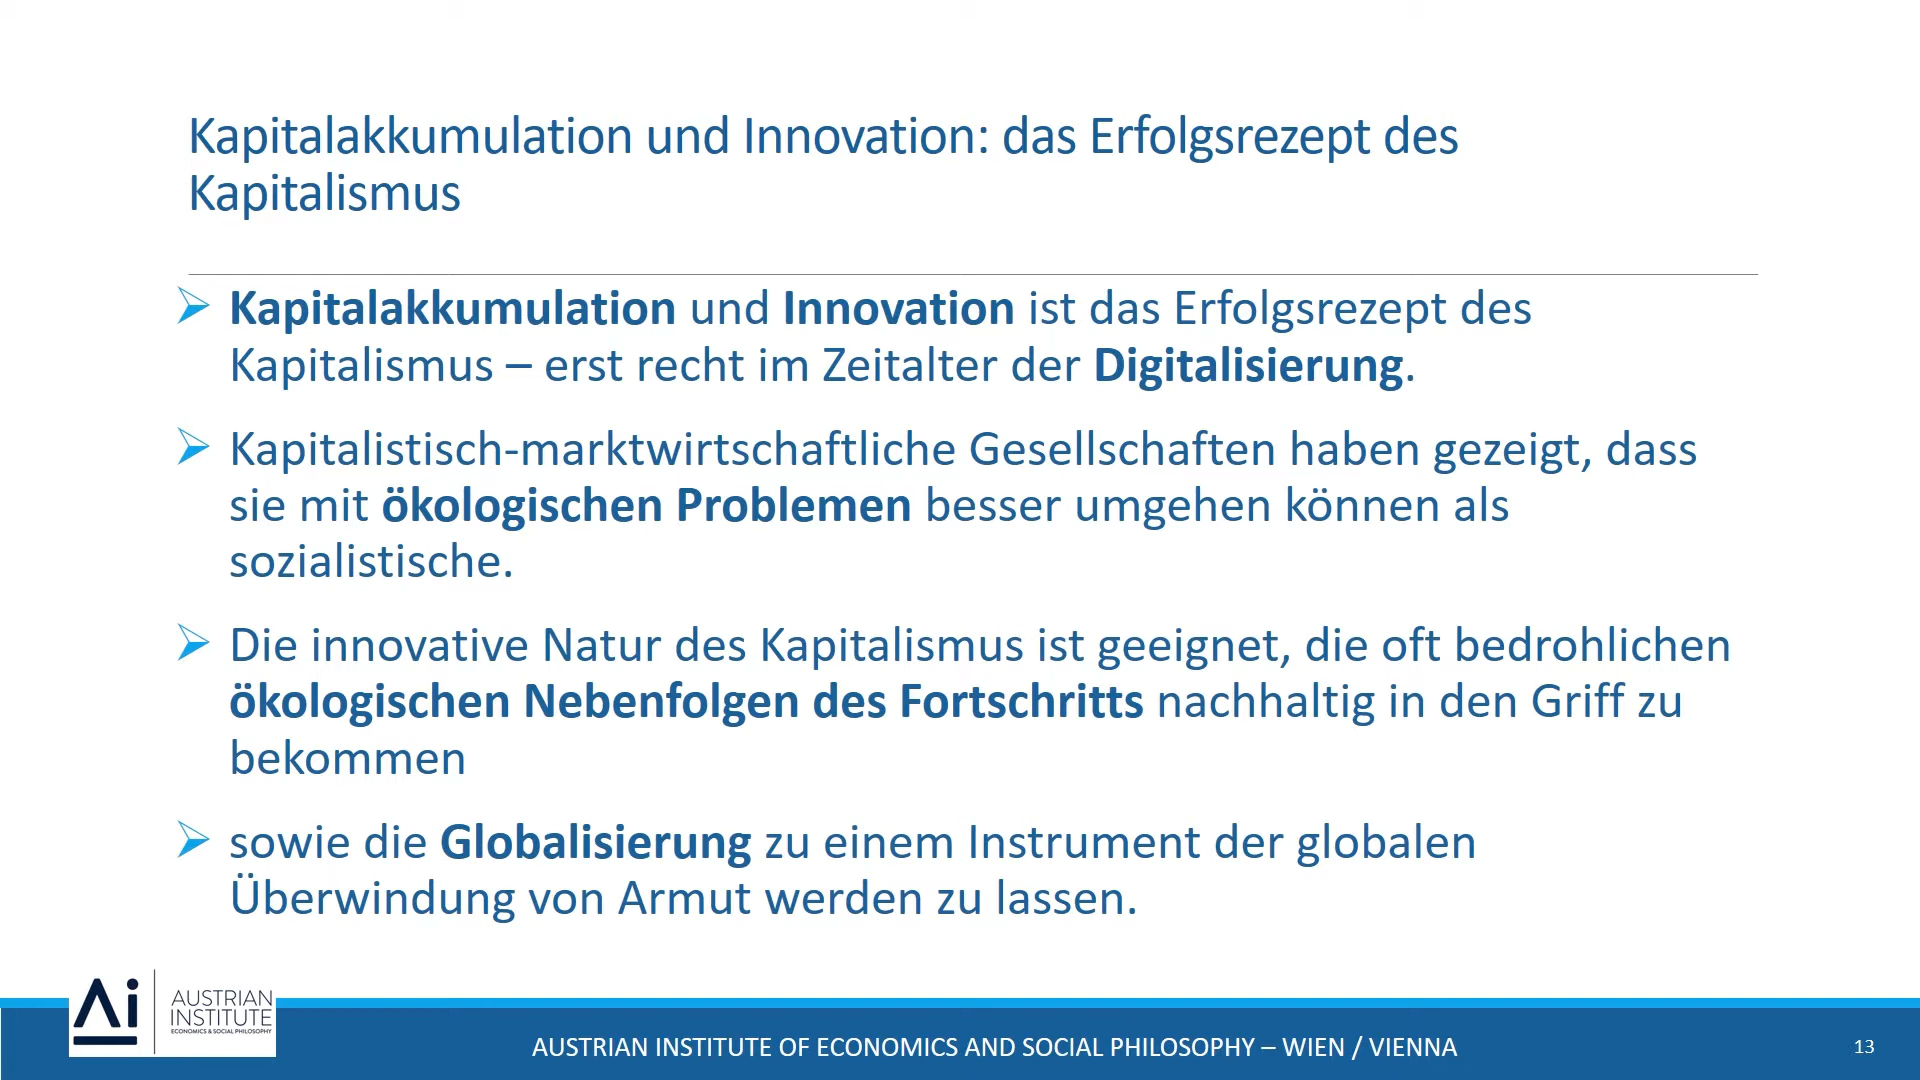 Kapitalakkumulation und Innovation: das Erfolgsrezept des
Kapitalismus
Kapitalakkumulation und Innovation ist das Erfolgsrezept des
Kapitalismus – erst recht im Zeitalter der Digitalisierung.
Kapitalistisch-marktwirtschaftliche Gesellschaften haben gezeigt, dass
sie mit ökologischen Problemen besser umgehen können als
sozialistische.
Die innovative Natur des Kapitalismus ist geeignet, die oft bedrohlichen
ökologischen Nebenfolgen des Fortschritts nachhaltig in den Griff zu
bekommen
sowie die Globalisierung zu einem Instrument der globalen
Überwindung von Armut werden zu lassen.
Ai
AUSTRIAN
INSTITUTE
ECONOMICS & SOCIAL PHILOSOPHY
AUSTRIAN INSTITUTE OF ECONOMICS AND SOCIAL PHILOSOPHY – WIEN / VIENNA
13